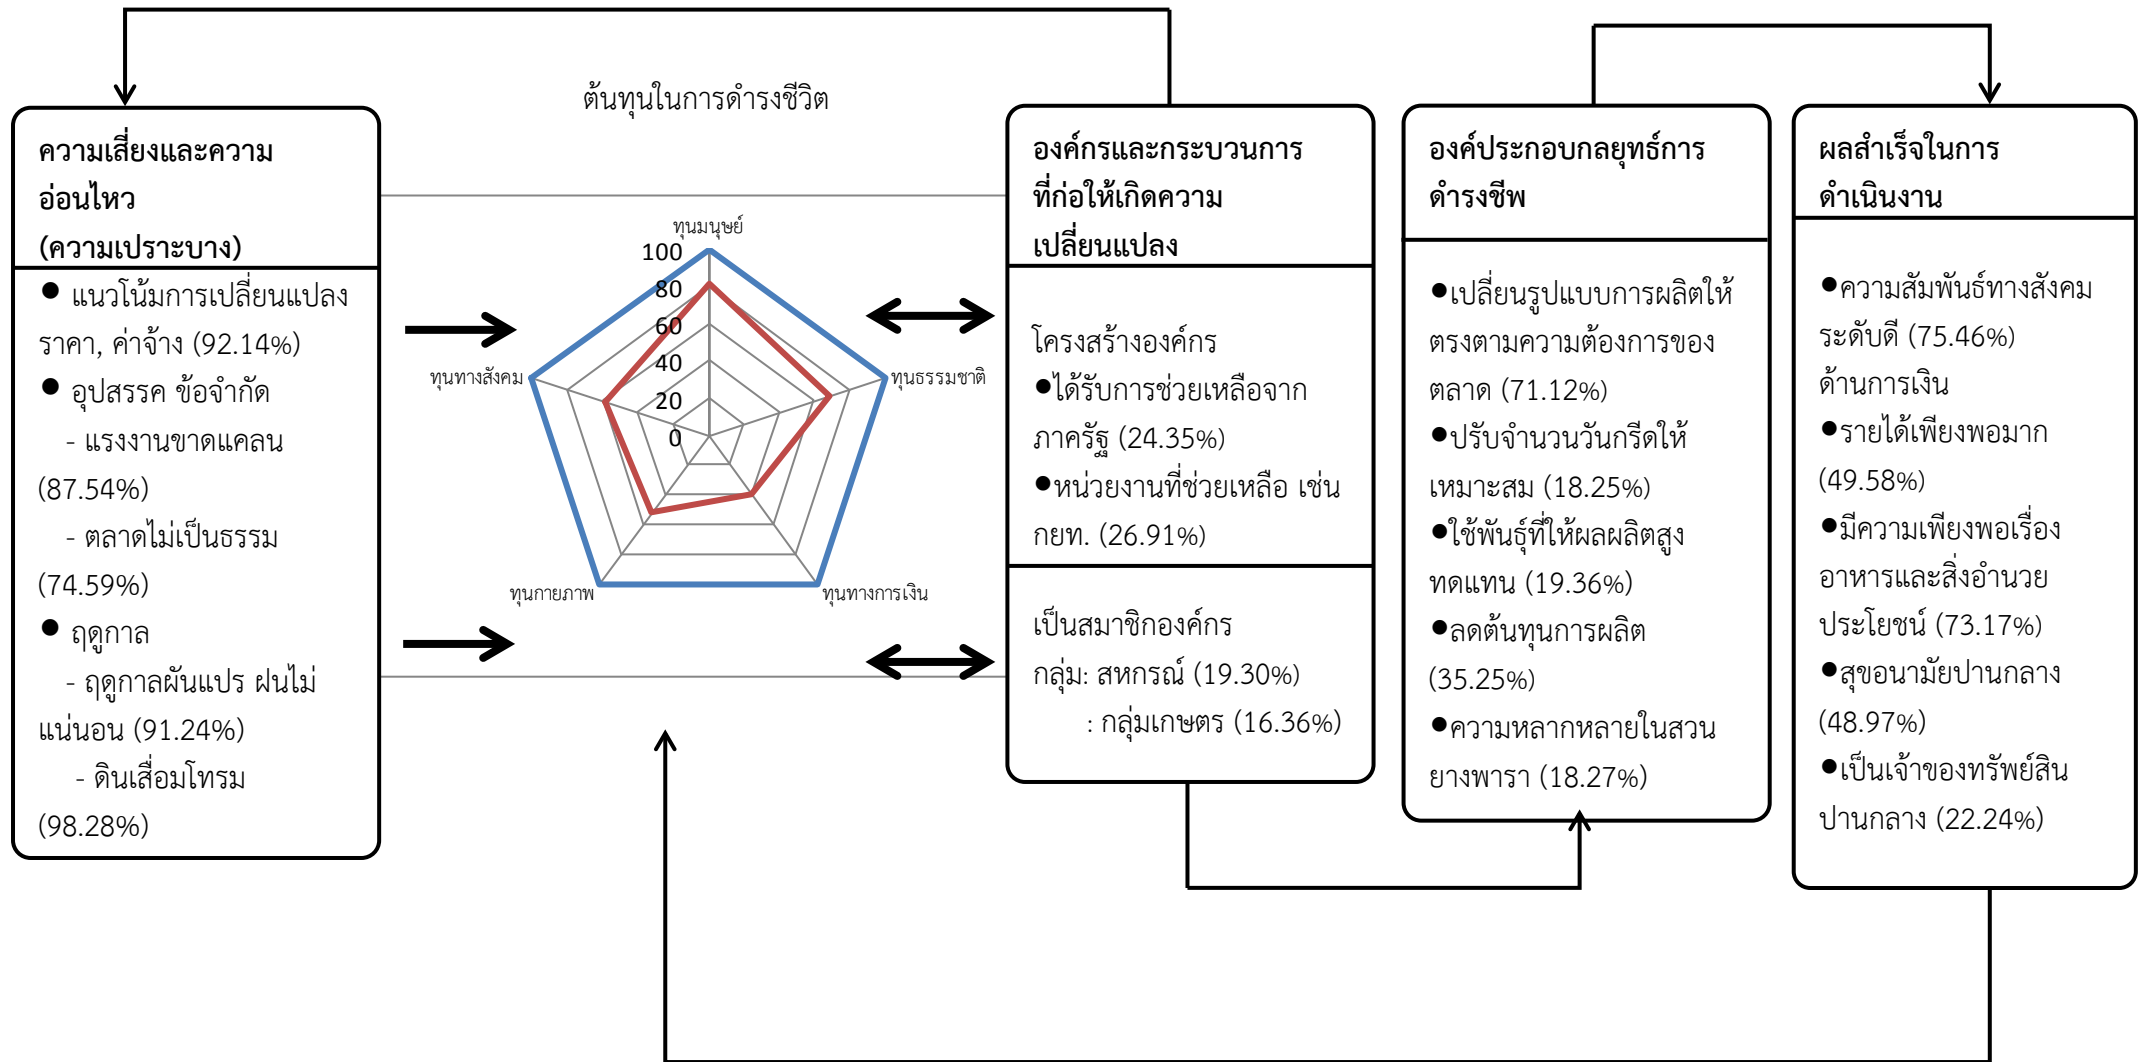 ต้นทุนในการดำรงชีวิต
ความเสี่ยงและความ
อ่อนไหว
(ความเปราะบาง)
● แนวโน้มการเปลี่ยนแปลง
ราคา, ค่าจ้าง (92.14%)
● อุปสรรค ข้อจำกัด
- แรงงานขาดแคลน
(87.54%)
- ตลาดไม่เป็นธรรม
(74.59%)
● ฤดูกาล
- ฤดูกาลผันแปร ฝนไม่
แน่นอน (91.24%)
- ดินเสื่อมโทรม
(98.28%)
ทุนมนุษย์
100
80
60
40
20
0
ทุนทางสังคม
ทุนธรรมชาติ
ทุนกายภาพ
ทุนทางการเงิน
องค์กรและกระบวนการ
ที่ก่อให้เกิดความ
เปลี่ยนแปลง
โครงสร้างองค์กร
●ได้รับการช่วยเหลือจาก
ภาครัฐ (24.35%)
●หน่วยงานที่ช่วยเหลือ เช่น
กยท. (26.91%)
เป็นสมาชิกองค์กร
กลุ่ม: สหกรณ์ (19.30%)
: กลุ่มเกษตร (16.36%)
องค์ประกอบกลยุทธ์การ
ดำรงชีพ
●เปลี่ยนรูปแบบการผลิตให้
ตรงตามความต้องการของ
ตลาด (71.12%)
●ปรับจำนวนวันกรีดให้
เหมาะสม (18.25%)
●ใช้พันธุ์ที่ให้ผลผลิตสูง
ทดแทน (19.36%)
●ลดต้นทุนการผลิต
(35.25%)
●ความหลากหลายในสวน
ยางพารา (18.27%)
ผลสำเร็จในการ
ดำเนินงาน
●ความสัมพันธ์ทางสังคม
ระดับดี (75.46%)
ด้านการเงิน
●รายได้เพียงพอมาก
(49.58%)
●มีความเพียงพอเรื่อง
อาหารและสิ่งอำนวย
ประโยชน์ (73.17%)
●สุขอนามัยปานกลาง
(48.97%)
●เป็นเจ้าของทรัพย์สิน
ปานกลาง (22.24%)